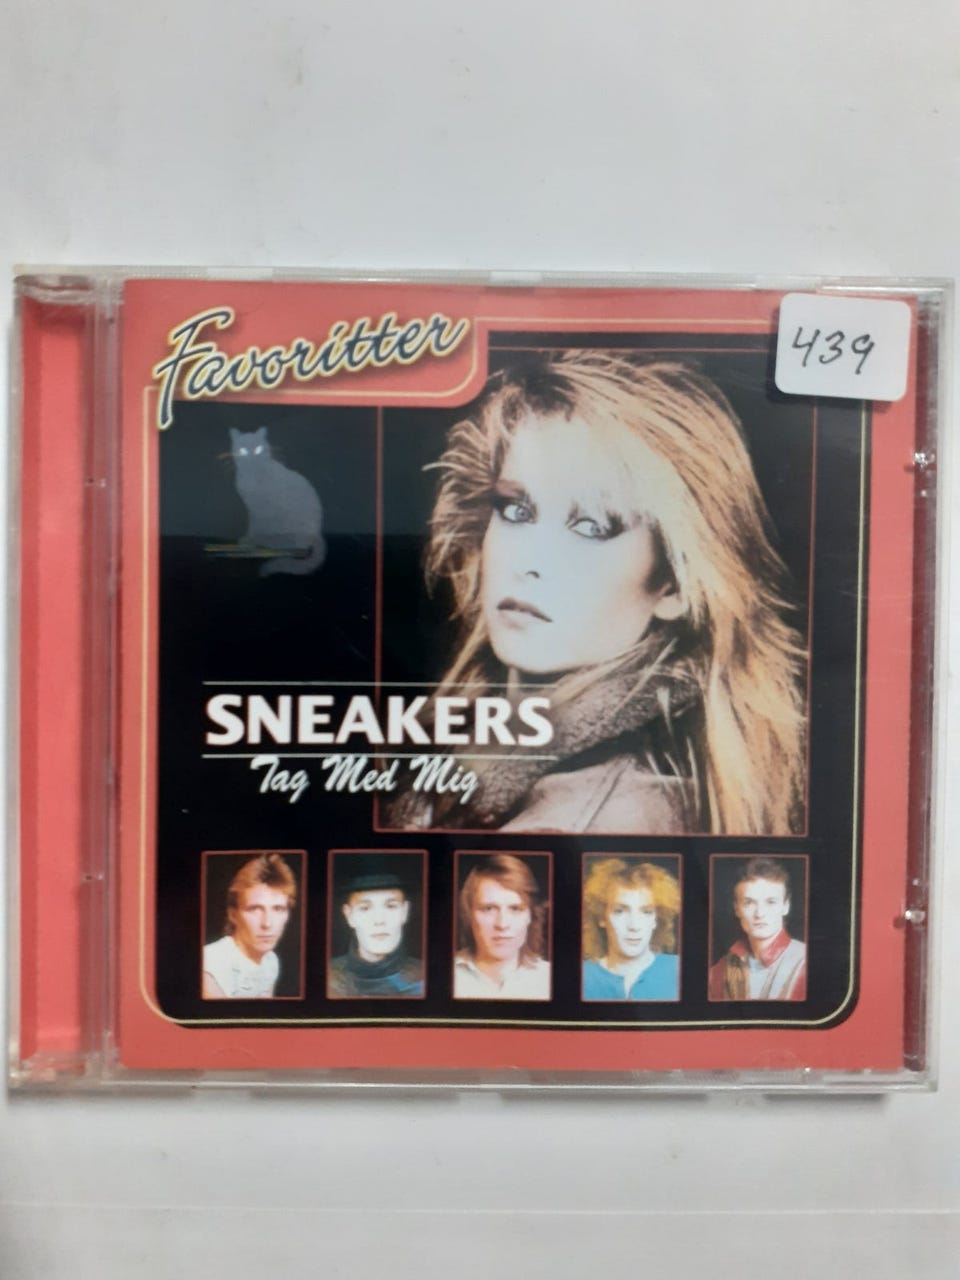 Favoritter
439
SNEAKERS
Tag Med Mig